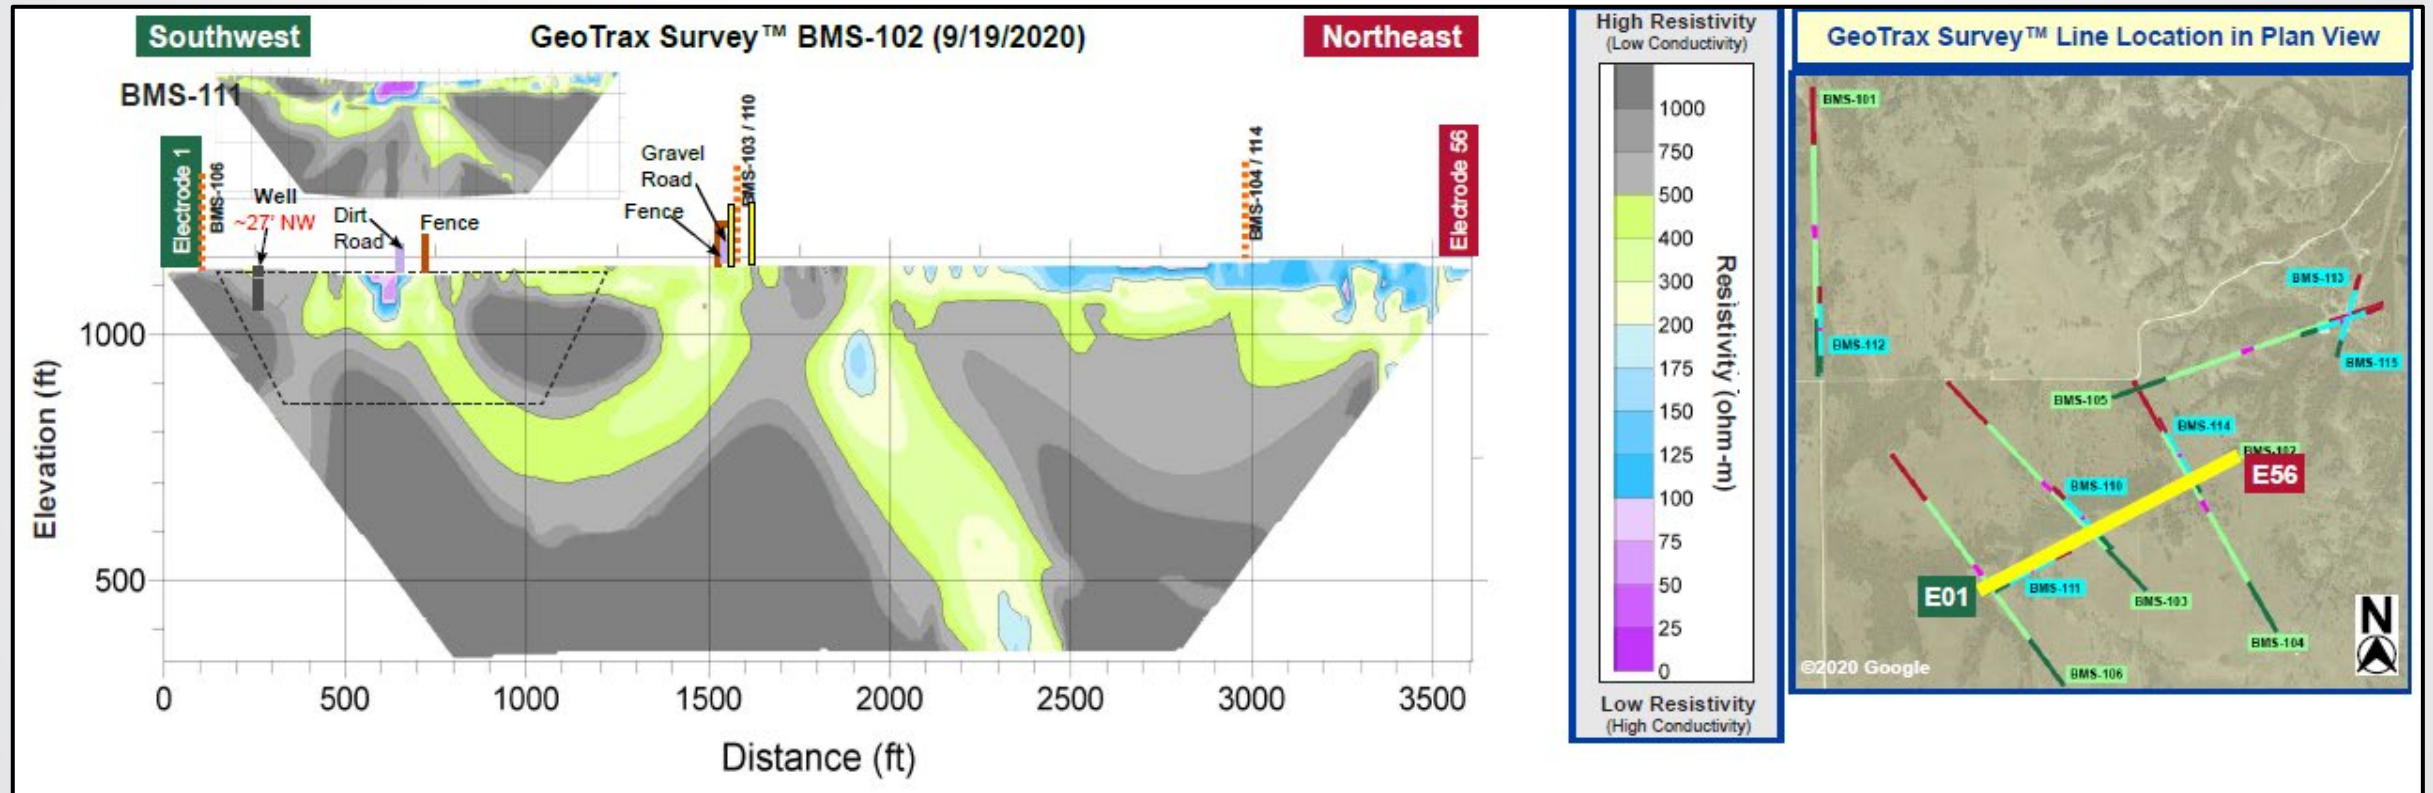 Southwest
GeoTrax Survey™ BMS-102 (9/19/2020)
Northeast
BMS-111
Electrode 1
BMS-106
Well
~27' NW
Dirt
Road
Fence
Gravel
Road
Fence
BMS-103 / 110
BMS-104 / 114
Electrode 56
Elevation (ft)
1000
500
0
500
1000
1500
2000
2500
3000
3500
Distance (ft)
High Resistivity
(Low Conductivity)
1000
750
500
400
300
200
175
150
125
100
75
50
25
0
Resistivity (ohm-m)
Low Resistivity
(High Conductivity)
GeoTrax Survey™ Line Location in Plan View
BMS-101
BMS-113
BMS-112
BMS-115
BMS-105
BMS-114
BMS-102
E56
BMS-110
E01
BMS-111
BMS-103
BMS-104
BMS-106
N
©2020 Google